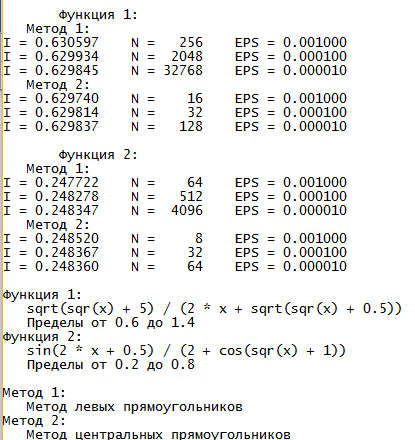 Функция 1:
Метод 1:
I = 0.630597 N = 256 EPS = 0.001000
I = 0.629934 N = 2048 EPS = 0.000100
I = 0.629845 N = 32768 EPS = 0.000010
Метод 2:
I = 0.629740 N = 16 EPS = 0.001000
I = 0.629814 N = 32 EPS = 0.000100
I = 0.629837 N = 128 EPS = 0.000010
Функция 2:
Метод 1:
I = 0.247722 N = 64 EPS = 0.001000
I = 0.248278 N = 512 EPS = 0.000100
I = 0.248347 N = 4096 EPS = 0.000010
Метод 2:
I = 0.248520 N = 8 EPS = 0.001000
I = 0.248367 N = 32 EPS = 0.000100
I = 0.248360 N = 64 EPS = 0.000010
Функция 1:
sqrt(sqr(x) + 5) / (2 * x + sqrt(sqr(x) + 0.5))
Пределы от 0.6 до 1.4
Функция 2:
sin(2 * x + 0.5) / (2 + cos(sqr(x) + 1))
Пределы от 0.2 до 0.8
Метод 1:
Метод левых прямоугольников
Метод 2:
Метод центральных прямоугольников